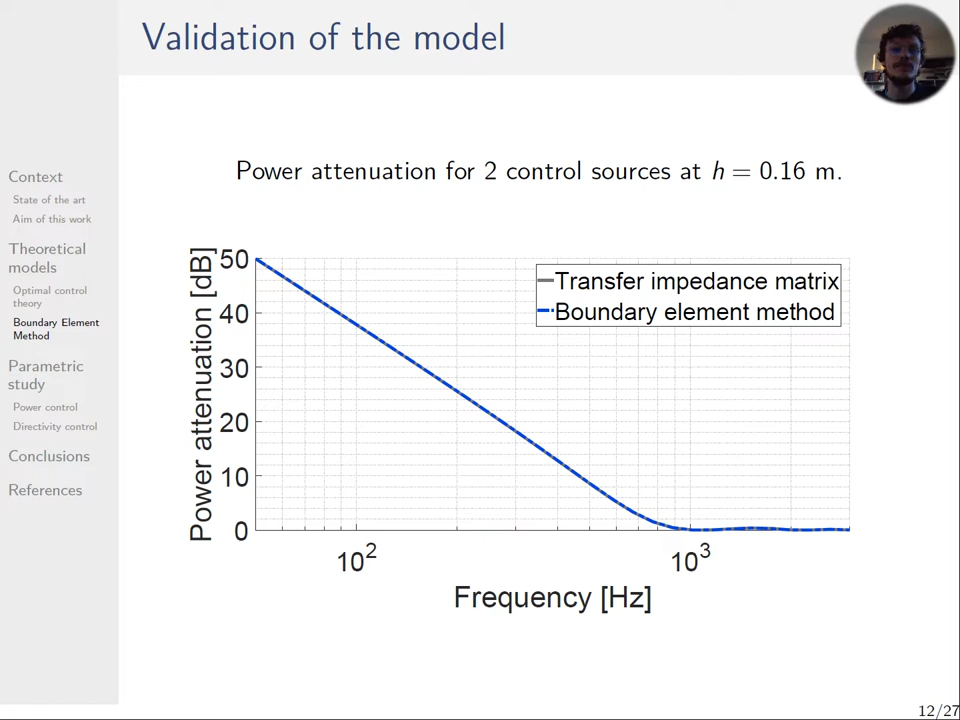 Validation of the model
Context
State of the art
Aim of this work
Theoretical
models
Optimal control
theory
Boundary Element
Method
Parametric
study
Power control
Directivity control
Conclusions
References
Power attenuation for 2 control sources at h = 0.16 m.
Power attenuation [dB]
50
40
30
20
10
0
Transfer impedance matrix
Boundary element method
10²
10³
Frequency [Hz]
12/27